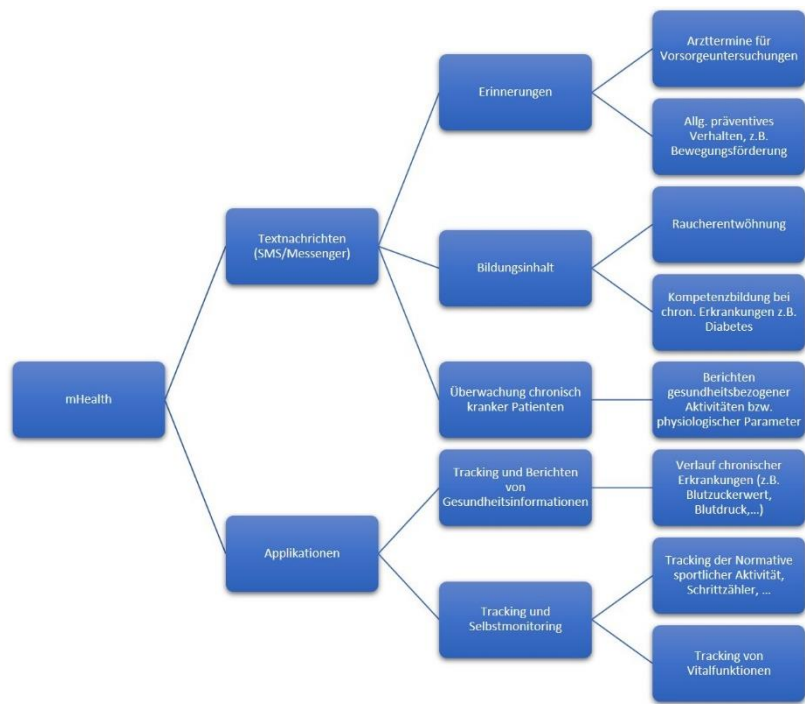 mHealth
Textnachrichten
(SMS/Messenger)
Erinnerungen
Arzttermine für
Vorsorgeuntersuchungen
Allg. präventives
Verhalten, z.B.
Bewegungsförderung
Bildungsinhalt
Raucherentwöhnung
Kompetenzbildung bei
chron. Erkrankungen z.B.
Diabetes
Überwachung chronisch
kranker Patienten
Berichten
gesundheitsbezogener
Aktivitäten bzw.
physiologischer Parameter
Applikationen
Tracking und Berichten
von
Gesundheitsinformationen
Verlauf chronischer
Erkrankungen (z.B.
Blutzuckerwert,
Blutdruck,...)
Tracking und
Selbstmonitoring
Tracking der Normative
sportlicher Aktivität,
Schrittzähler, ...
Tracking von
Vitalfunktionen